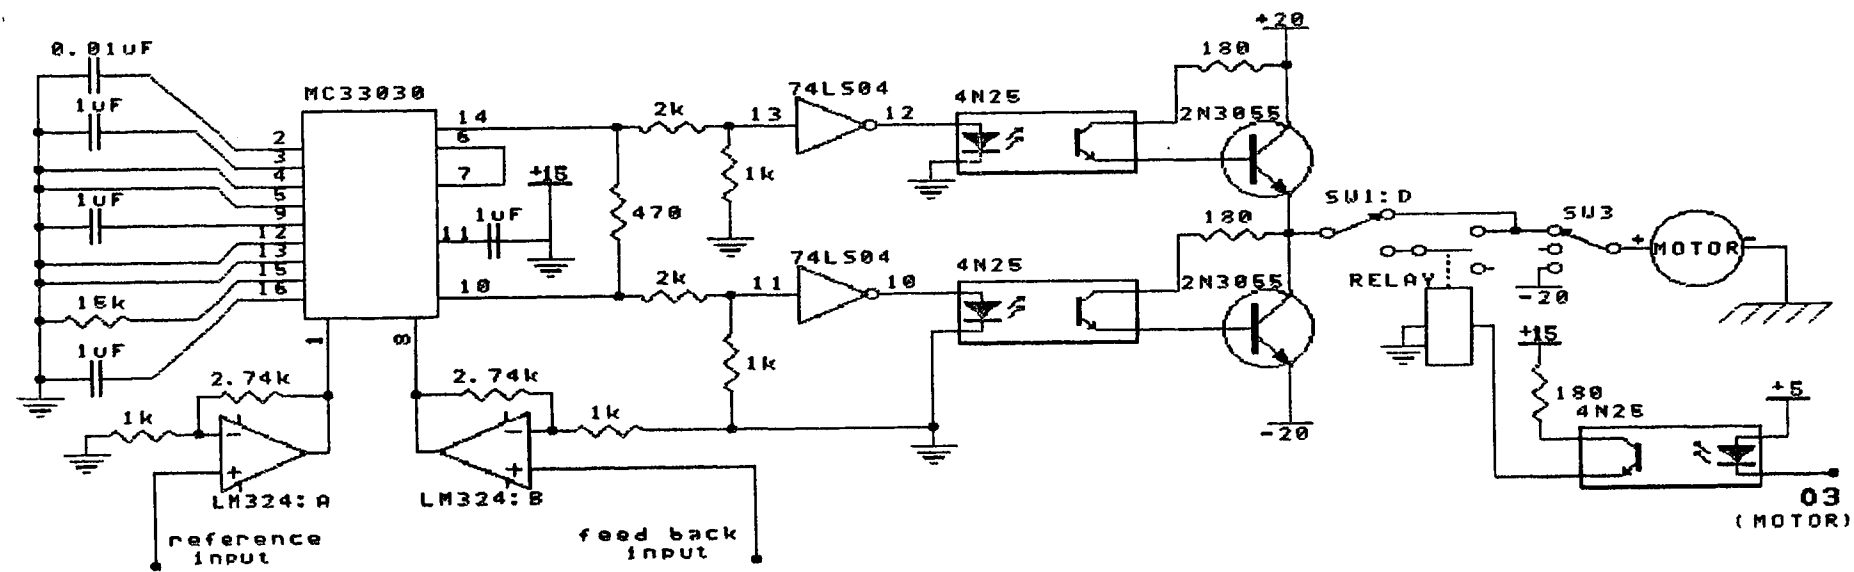 +20
0.01uF
180
MC33030
74LS04
4N25
1uF
14
2k
13
12
2N3055
2
6
3
4
7
+15
1k
5
1uF
9
470
1uF
SW1:D
12
11
180
SW3
13
+
MOTOR
-
15
10
2k
74LS04
11
10
4N25
2N3055
RELAY
16
-20
15k
1
8
+15
1uF
1k
2.74k
2.74k
180
+5
1k
1k
4N25
-20
-
-
+
+
LM324:A
LM324:B
03
(MOTOR)
reference
input
feed back
input